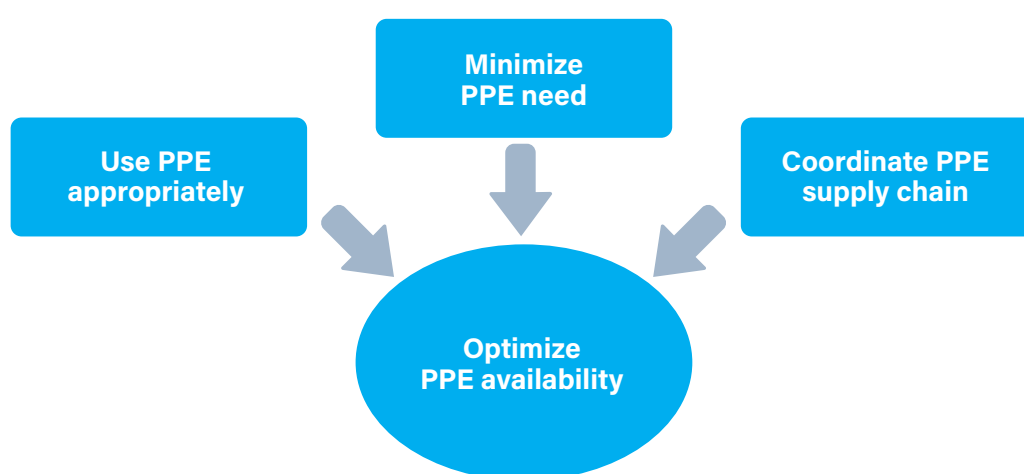 Minimize
PPE need
Use PPE
appropriately
Coordinate PPE
supply chain
Optimize
PPE availability